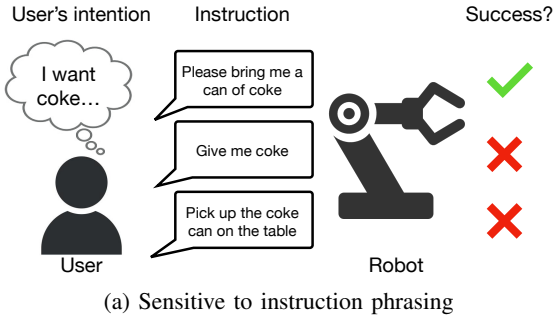 User's intention
Instruction
Success?
I want
coke...
Please bring me a
can of coke
Give me coke
Pick up the coke
can on the table
User
Robot
(a) Sensitive to instruction phrasing